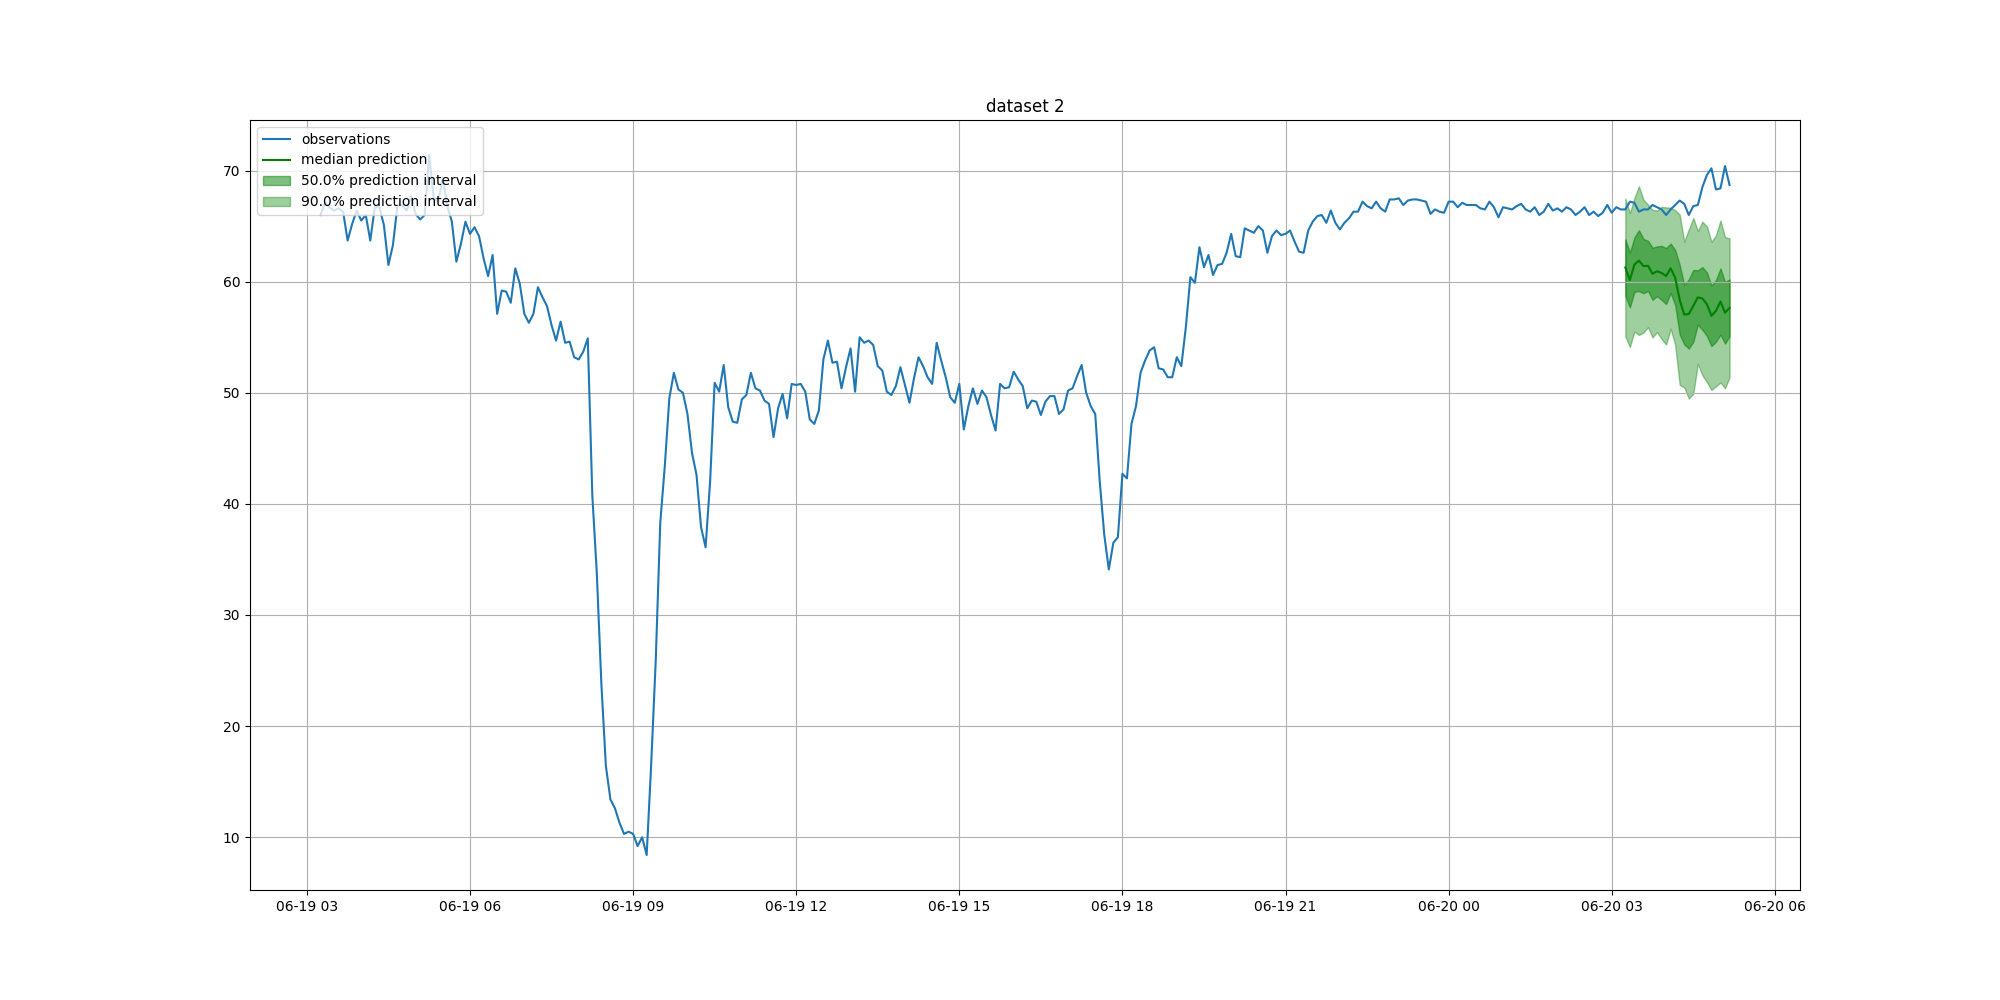 dataset 2
observations
median prediction
50.0% prediction interval
90.0% prediction interval
70
60
50
40
30
20
10
06-19 03 06-19 06 06-19 09 06-19 12 06-19 15 06-19 18 06-19 21 06-20 00 06-20 03 06-20 06